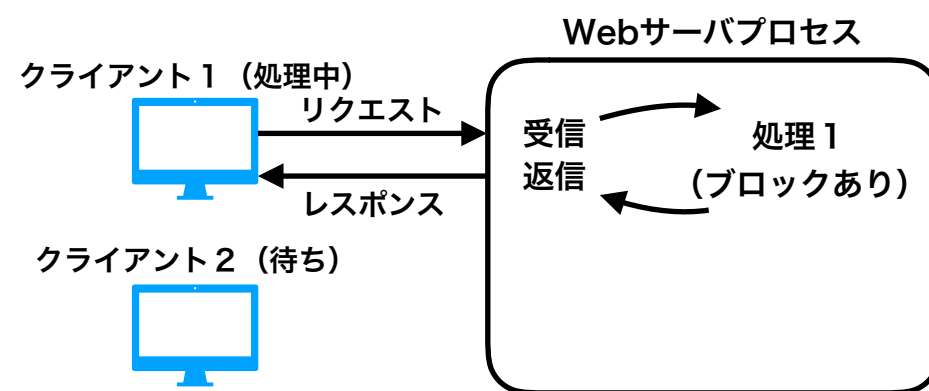 Webサーバプロセス
クライアント１（処理中）
リクエスト
受信
処理１
返信
（ブロックあり）
レスポンス
クライアント２（待ち）